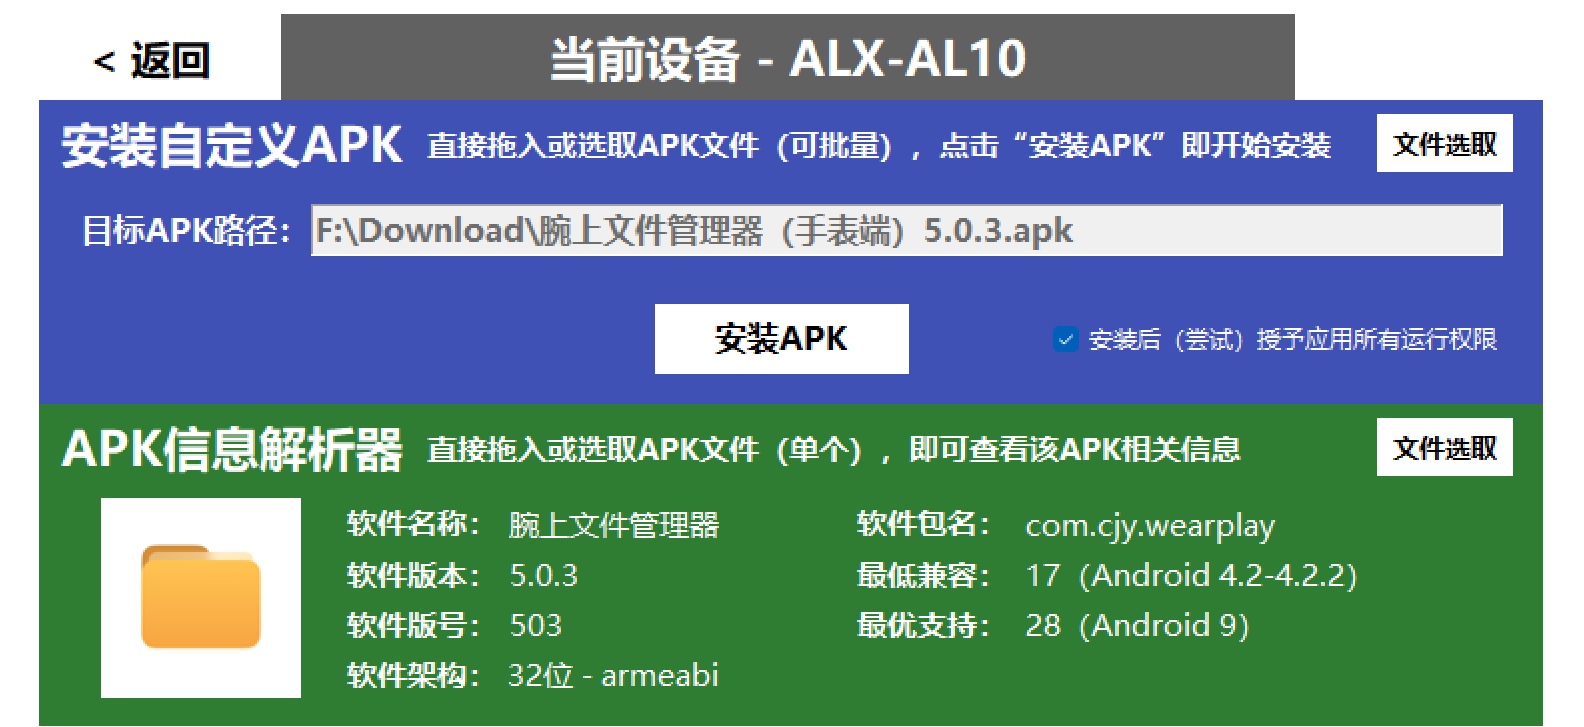 < 返回
当前设备 - ALX-AL10
安装自定义APK 直接拖入或选取APK文件（可批量），点击“安装APK”即开始安装 文件选取
目标APK路径： F:\Download\腕上文件管理器（手表端）5.0.3.apk
安装APK
安装后（尝试）授予应用所有运行权限
APK信息解析器 直接拖入或选取APK文件（单个），即可查看该APK相关信息 文件选取
软件名称： 腕上文件管理器 软件包名： com.cjy.wearplay
软件版本： 5.0.3 最低兼容： 17（Android 4.2-4.2.2）
软件版号： 503 最优支持： 28（Android 9）
软件架构： 32位 - armeabi